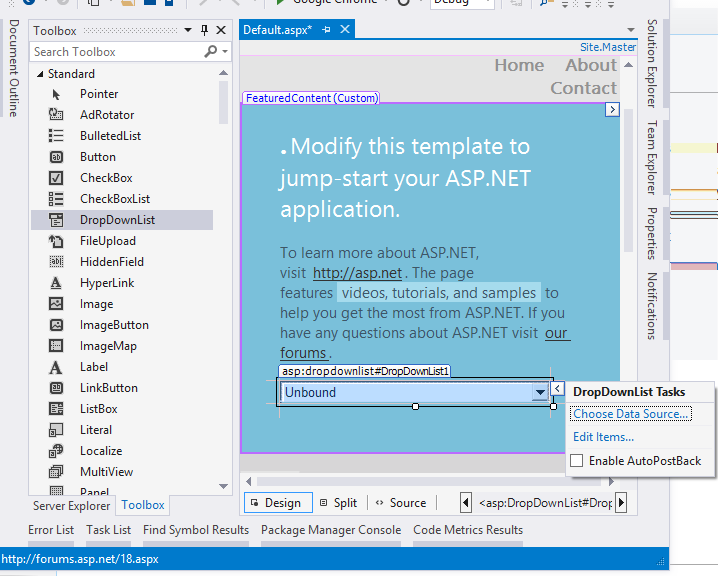 Google Chrome
Debug
Document Outline
Toolbox
Search Toolbox
Standard
Pointer
AdRotator
BulletedList
Button
CheckBox
CheckBoxList
DropDownList
FileUpload
HiddenField
HyperLink
Image
ImageButton
ImageMap
Label
LinkButton
ListBox
Literal
Localize
MultiView
Panel
Server Explorer Toolbox
Default.aspx*
Site.Master
Home About
Contact
FeaturedContent (Custom)
. Modify this template to
jump-start your ASP.NET
application.
To learn more about ASP.NET,
visit http://asp.net . The page
features videos, tutorials, and samples to
help you get the most from ASP.NET. If you
have any questions about ASP.NET visit our
forums .
asp:dropdownlist#DropDownList1
Unbound
DropDownList Tasks
Choose Data Source...
Edit Items...
Enable AutoPostBack
Design Split Source <asp:DropDownList#Drop
Solution Explorer
Team Explorer
Properties
Notifications
Error List Task List Find Symbol Results Package Manager Console Code Metrics Results
http://forums.asp.net/18.aspx